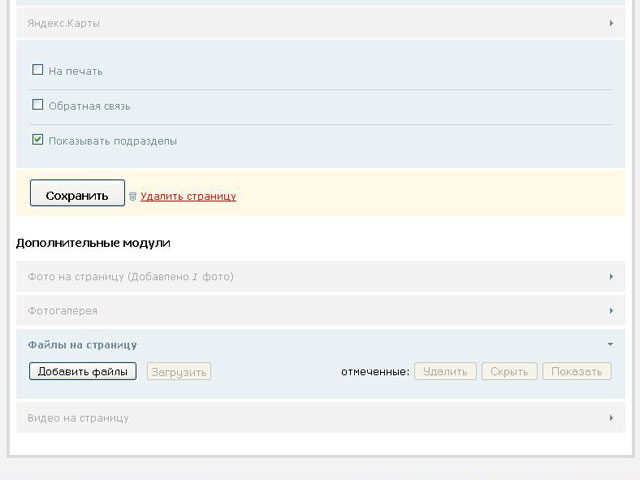 Яндекс.Карты
На печать
Обратная связь
Показывать подразделы
Сохранить Удалить страницу
Дополнительные модули
Фото на страницу (Добавлено 1 фото)
Фотогалерея
Файлы на страницу
Добавить файлы Загрузить отмеченные: Удалить Скрыть Показать
Видео на страницу